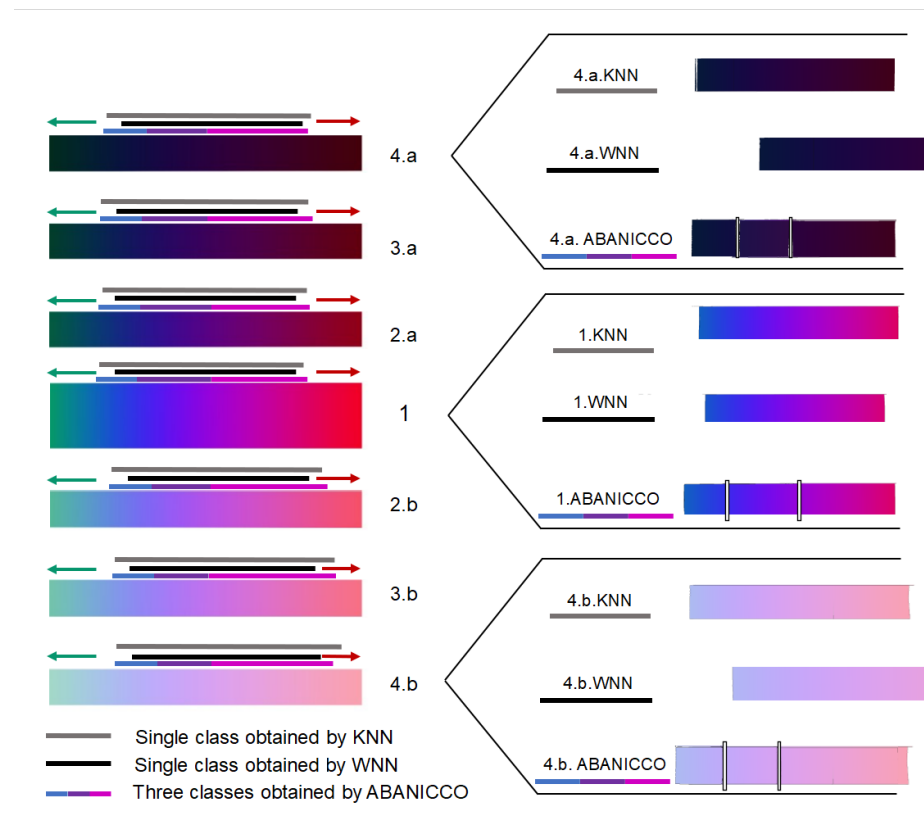 4.a
3.a
2.a
1
2.b
3.b
4.b
4.a.KNN
4.a.WNN
4.a. ABANICCO
1.KNN
1.WNN
1.ABANICCO
4.b.KNN
4.b.WNN
4.b. ABANICCO
Single class obtained by KNN
Single class obtained by WNN
Three classes obtained by ABANICCO